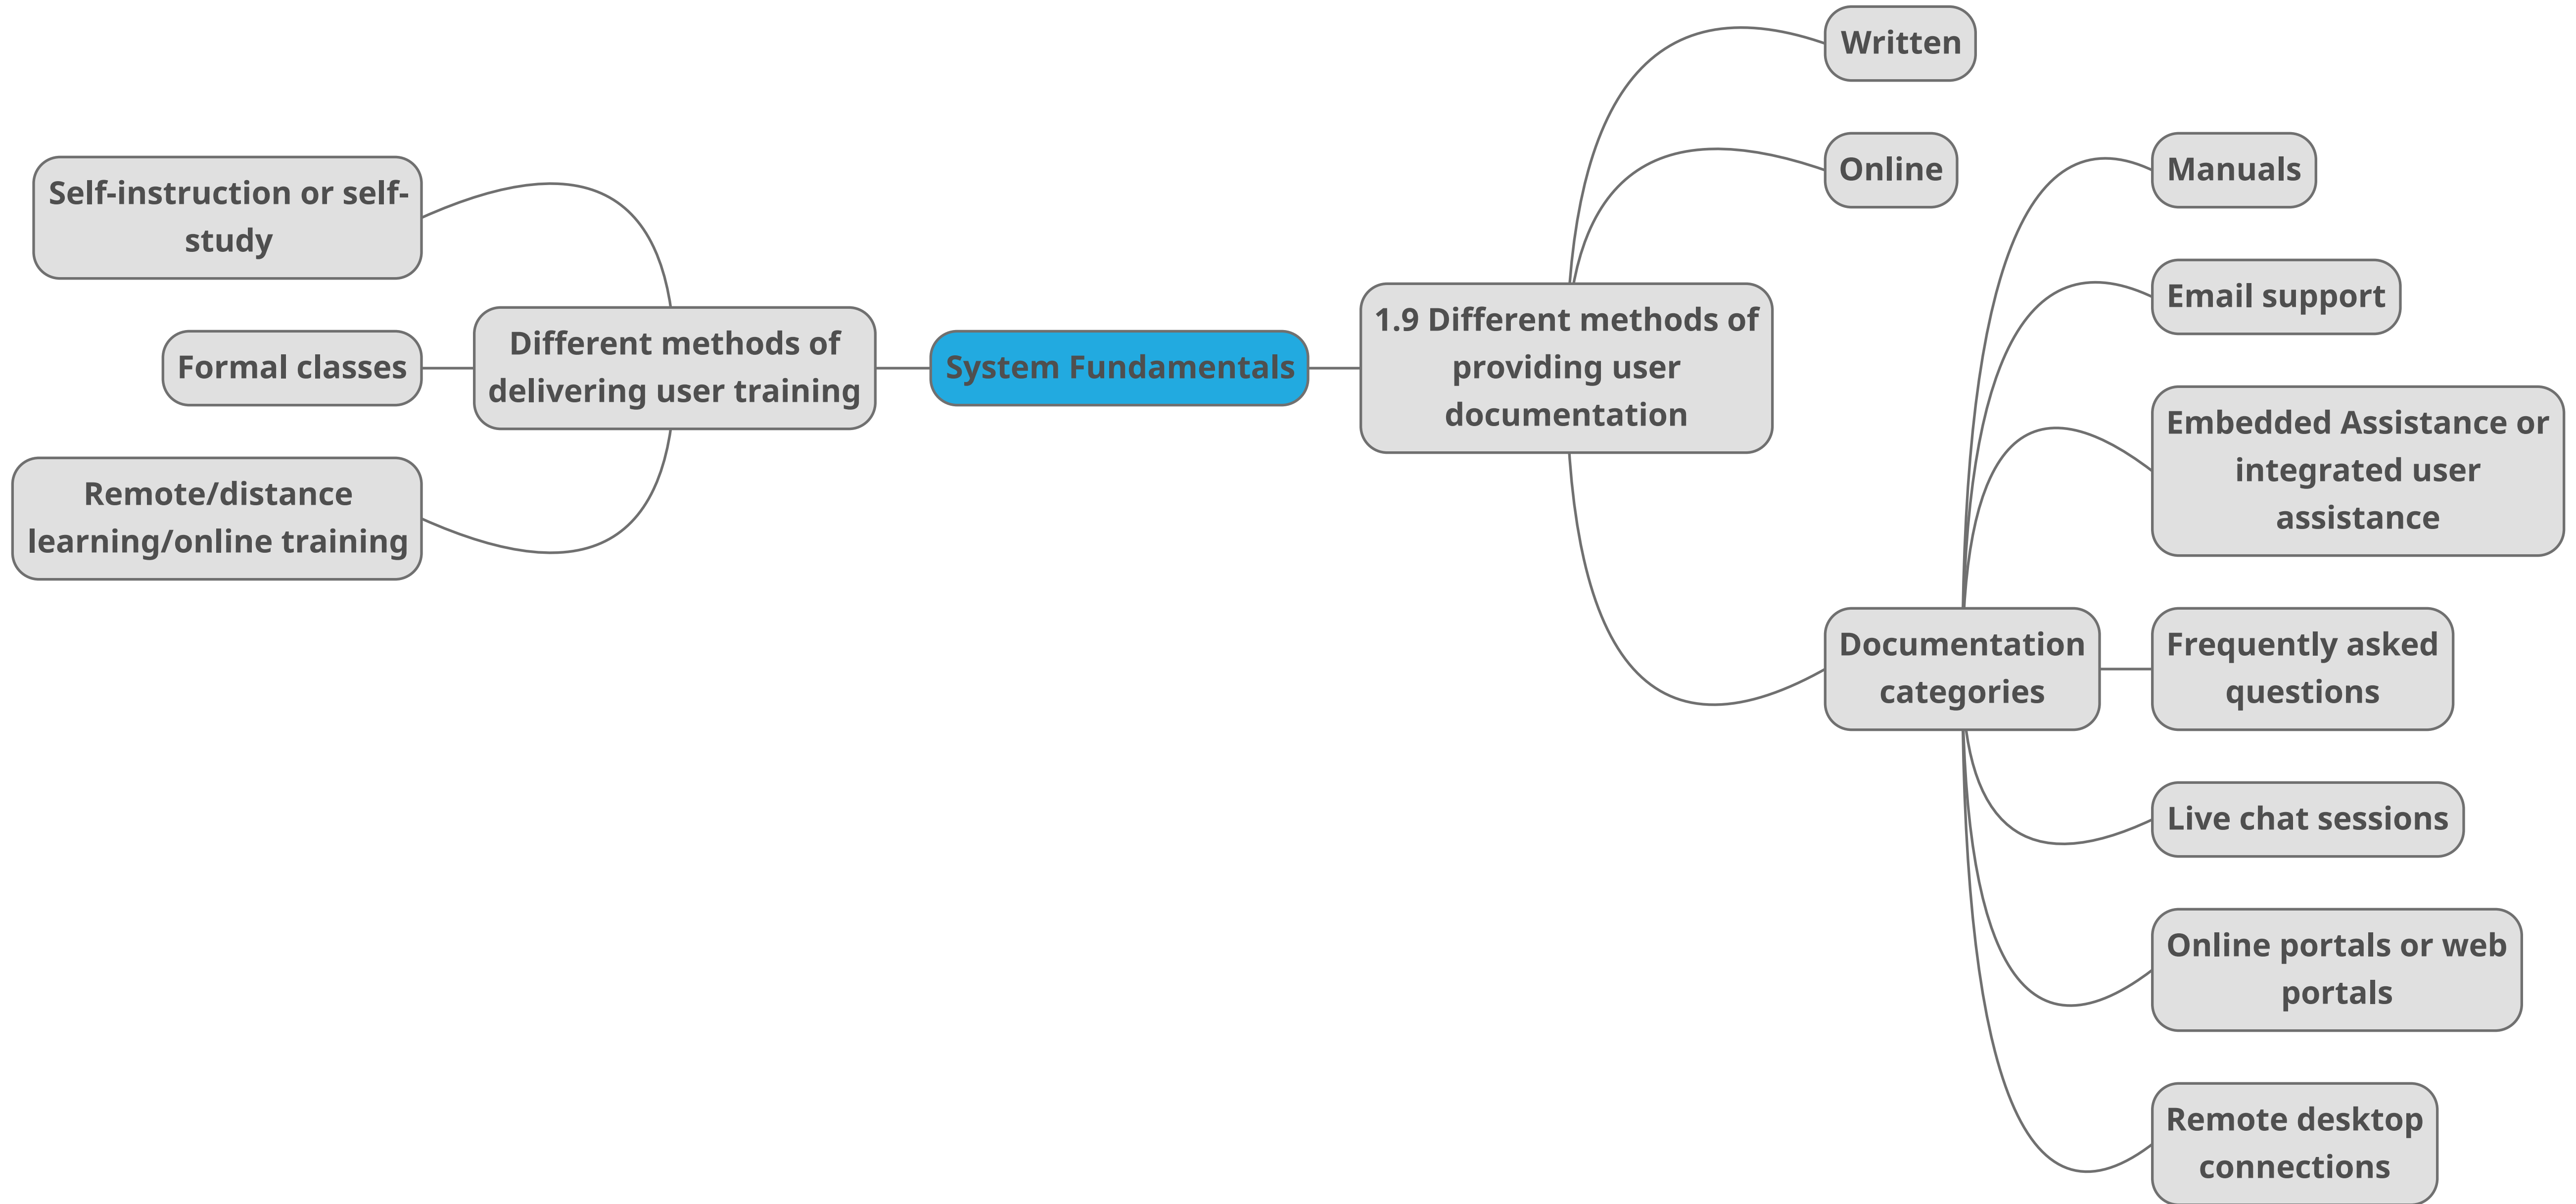 Written
Online
Manuals
Self-instruction or self-
study
Email support
Different methods of
delivering user training
System Fundamentals
1.9 Different methods of
providing user
documentation
Formal classes
Embedded Assistance or
integrated user
assistance
Remote/distance
learning/online training
Documentation
categories
Frequently asked
questions
Live chat sessions
Online portals or web
portals
Remote desktop
connections